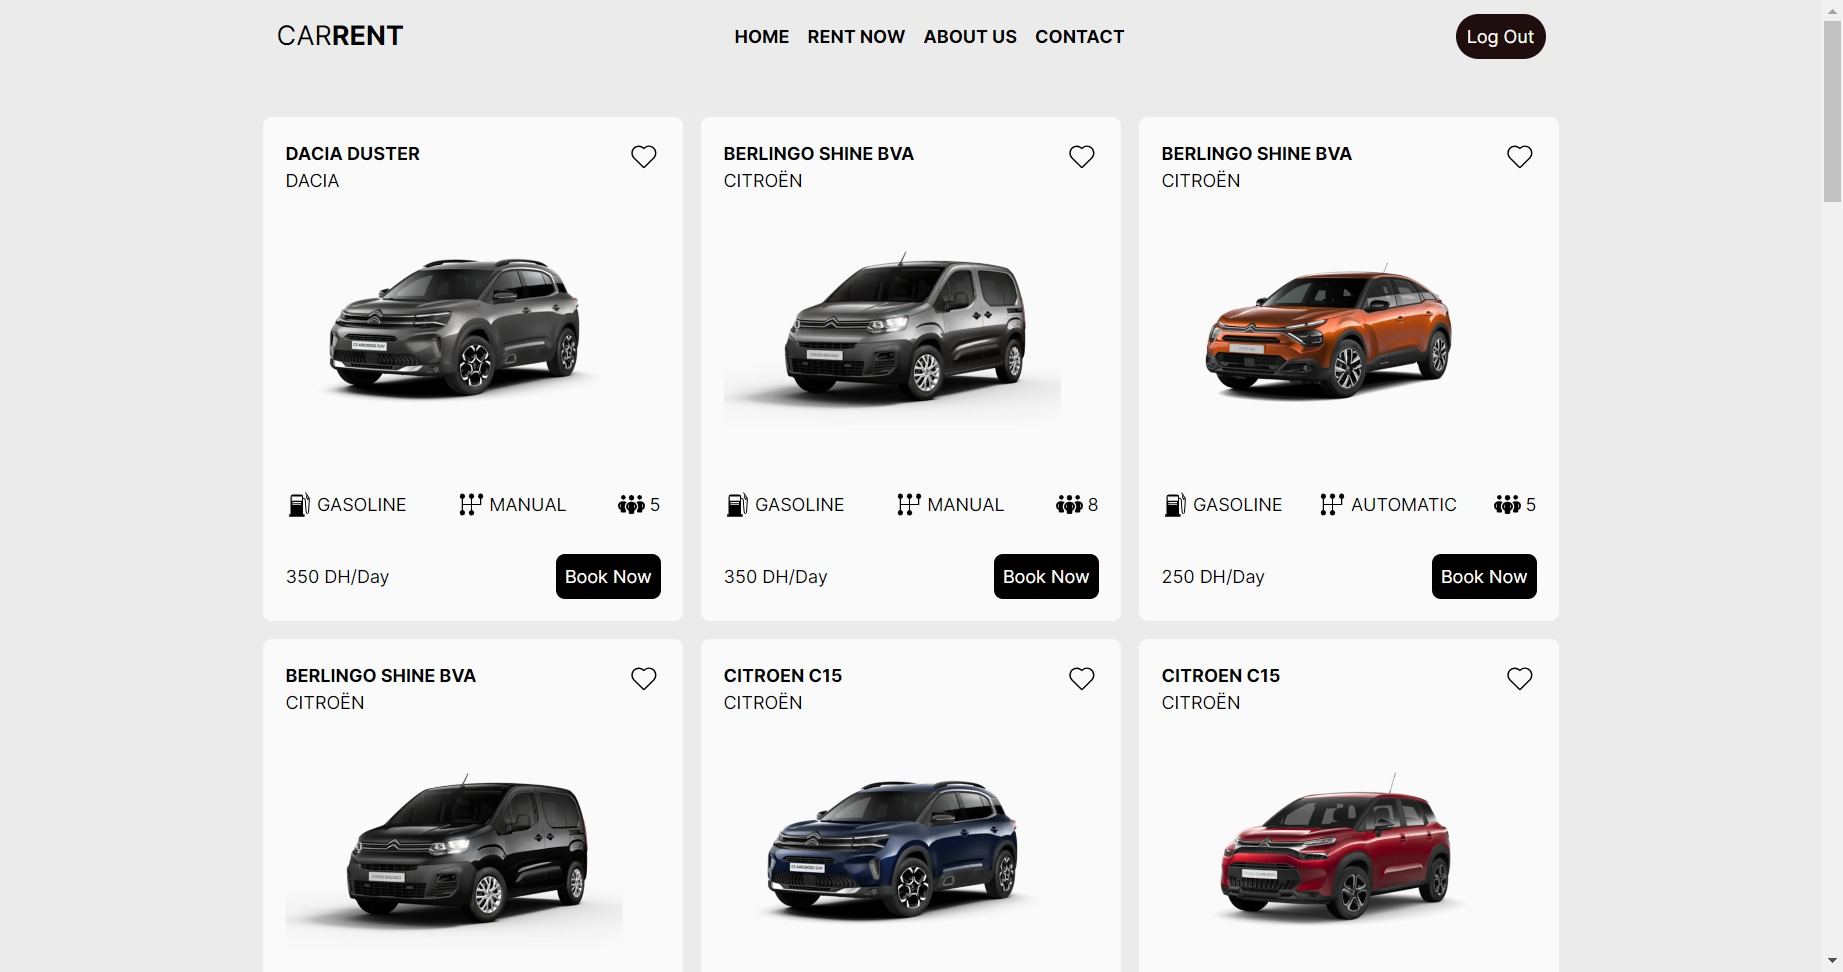 CARRENT
HOME RENT NOW ABOUT US CONTACT
Log Out
DACIA DUSTER
DACIA
GASOLINE MANUAL 5
350 DH/Day Book Now
BERLINGO SHINE BVA
CITROËN
GASOLINE MANUAL 8
350 DH/Day Book Now
BERLINGO SHINE BVA
CITROËN
GASOLINE AUTOMATIC 5
250 DH/Day Book Now
BERLINGO SHINE BVA
CITROËN
CITROEN C15
CITROËN
CITROEN C15
CITROËN